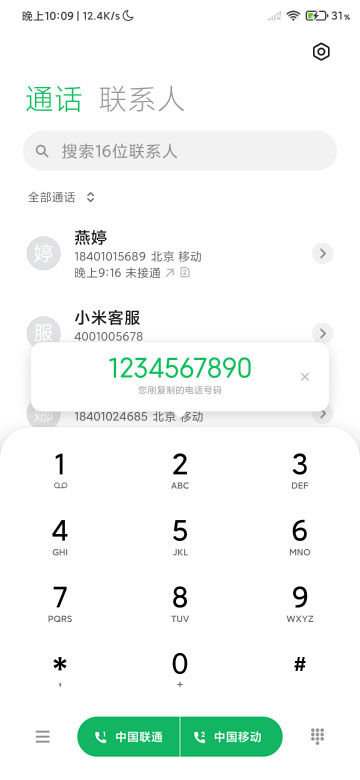 晚上10:09 | 12.4K/s
31%
通话 联系人
搜索16位联系人
全部通话
婷
燕婷
18401015689 北京 移动
晚上9:16 未接通 2
服
小米客服
4001005678
1234567890
您刚复制的电话号码
娜
18401024685 北京 移动
1 2 3
ABC DEF
4 5 6
GHI JKL MNO
7 8 9
PQRS TUV WXYZ
* 0 #
, +
1 中国联通 2 中国移动